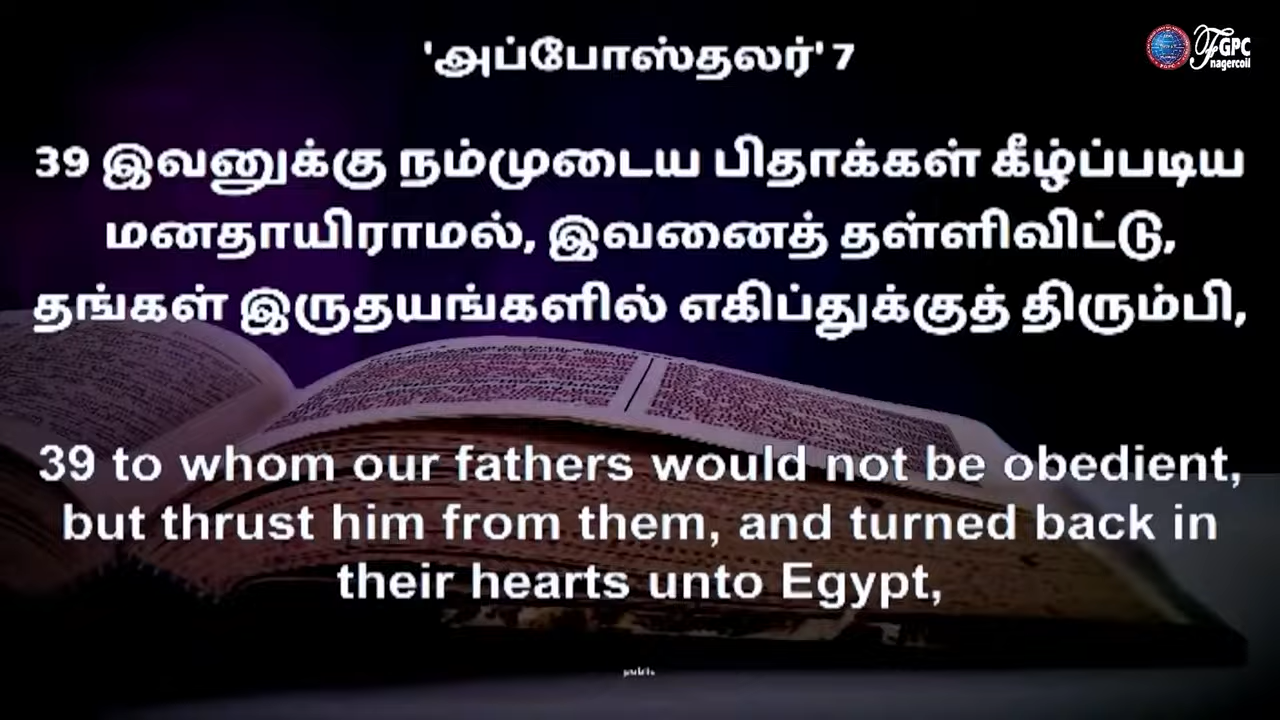 'அப்போஸ்தலர்' 7
FGPC
nagercoil
39 இவனுக்கு நம்முடைய பிதாக்கள் கீழ்ப்படிய
மனதாயிராமல், இவனைத் தள்ளிவிட்டு,
தங்கள் இருதயங்களில் எகிப்துக்குத் திரும்பி,
39 to whom our fathers would not be obedient,
but thrust him from them, and turned back in
their hearts unto Egypt,